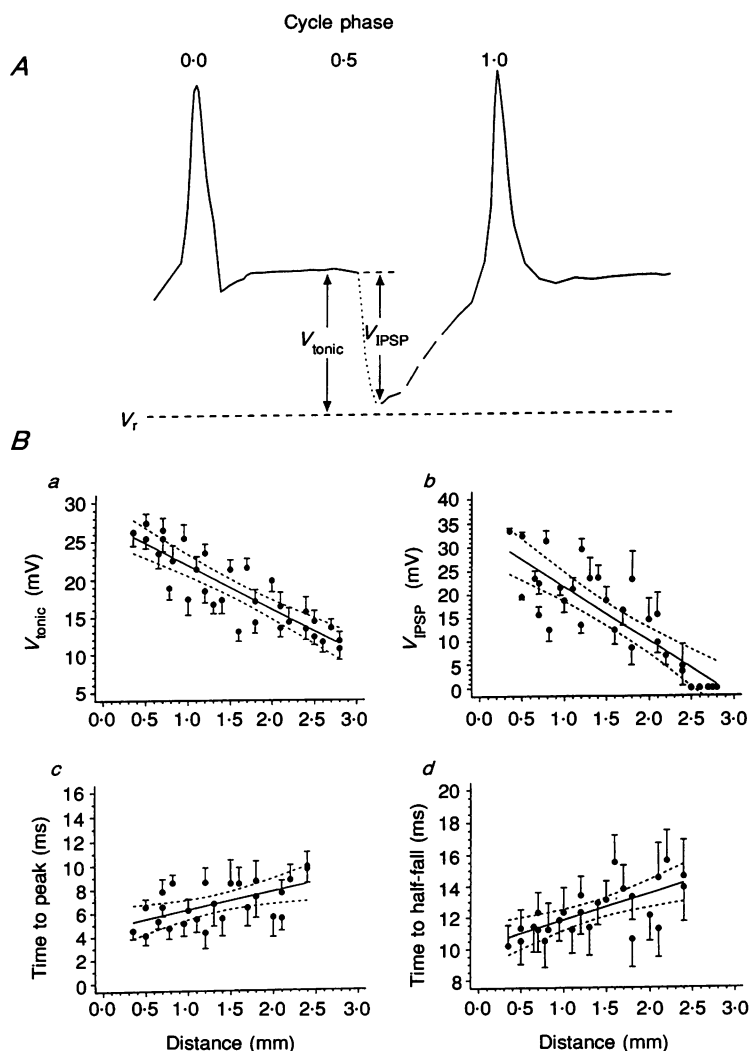 Cycle phase
A
0·0 0·5 1·0
V tonic
V IPSP
V r
B
a
30
25
20
15
10
5
V tonic (mV)
0·0 0·5 1·0 1·5 2·0 2·5 3·0
b
40
35
30
25
20
15
10
5
0
V IPSP (mV)
0·0 0·5 1·0 1·5 2·0 2·5 3·0
c
16
14
12
10
8
6
4
2
0
Time to peak (ms)
0·0 0·5 1·0 1·5 2·0 2·5 3·0
Distance (mm)
d
20
18
16
14
12
10
8
Time to half-fall (ms)
0·0 0·5 1·0 1·5 2·0 2·5 3·0
Distance (mm)